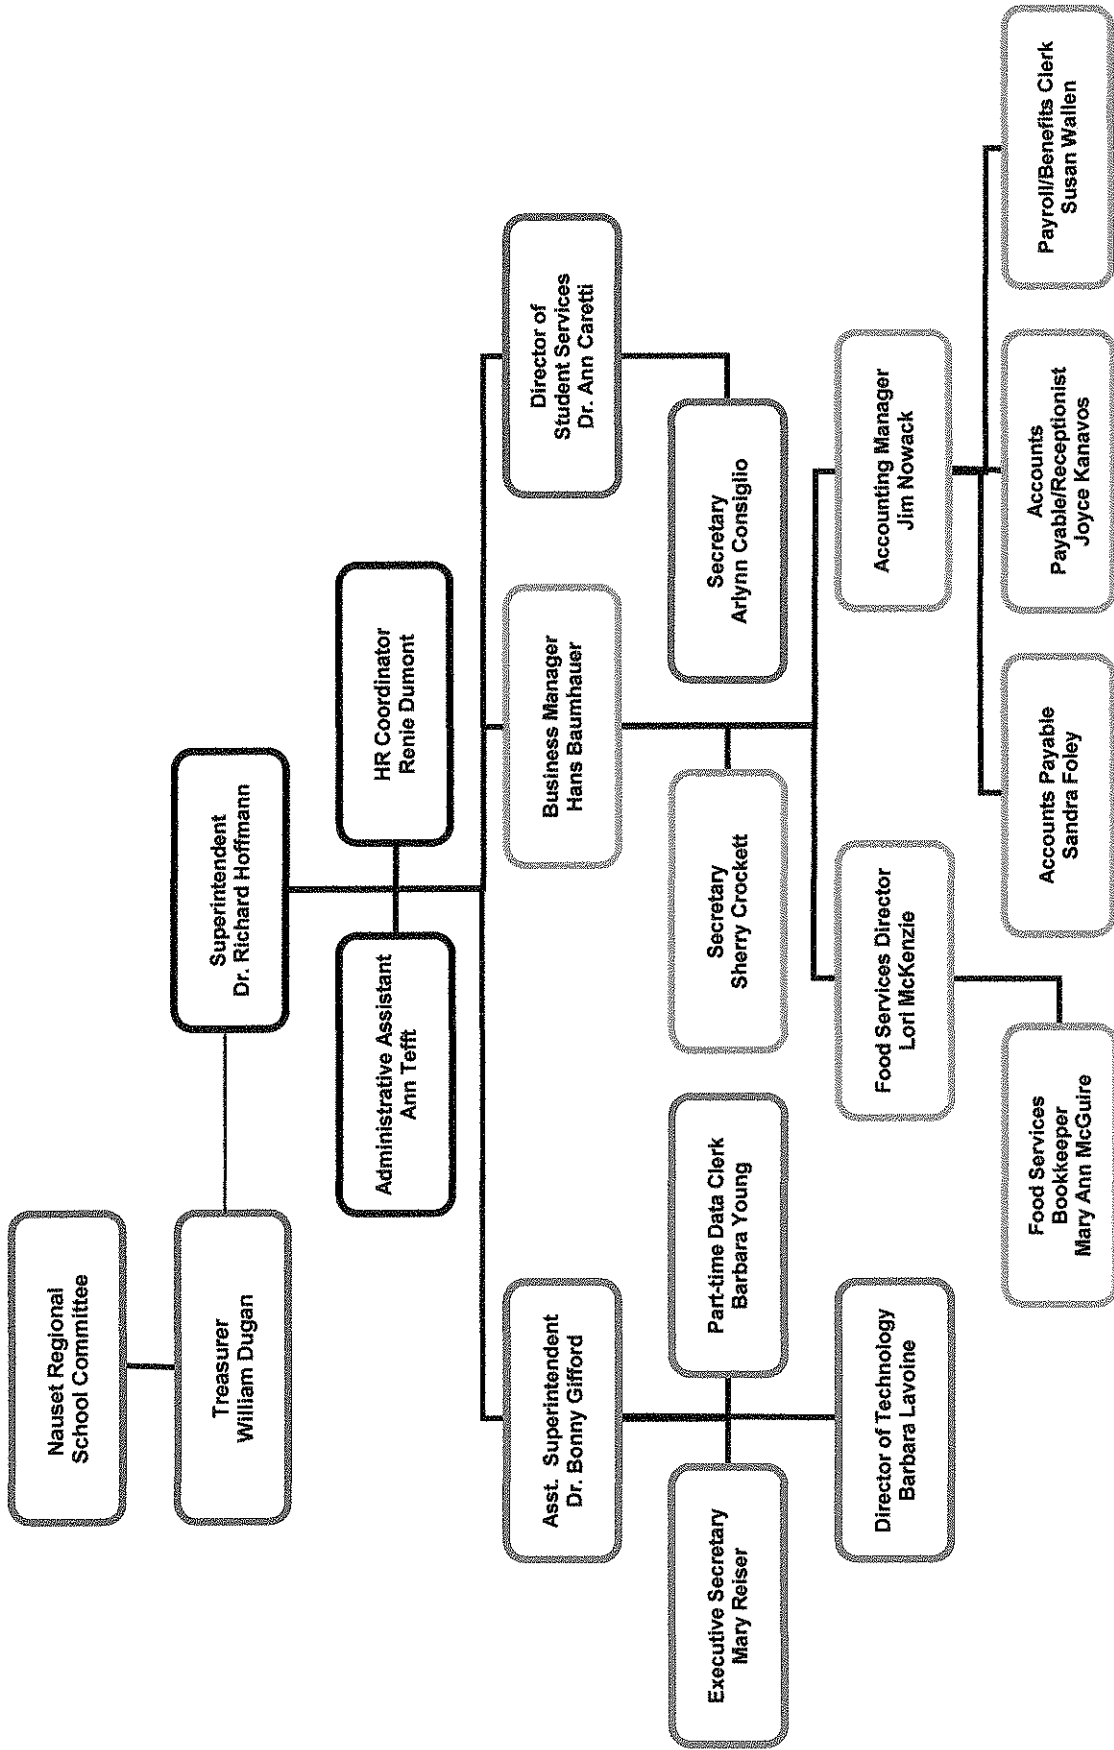 Nauset Regional
School Committee
Treasurer
William Dugan
Superintendent
Dr. Richard Hoffmann
Administrative Assistant
Ann Tefft
HR Coordinator
Renie Dumont
Asst. Superintendent
Dr. Bonny Gifford
Business Manager
Hans Baumhauer
Director of
Student Services
Dr. Ann Caretti
Executive Secretary
Mary Reiser
Part-time Data Clerk
Barbara Young
Secretary
Sherry Crockett
Secretary
Arlynn Consiglio
Director of Technology
Barbara Lavoine
Food Services Director
Lori McKenzie
Accounting Manager
Jim Nowack
Food Services
Bookkeeper
Mary Ann McGuire
Accounts Payable
Sandra Foley
Accounts
Payable/Receptionist
Joyce Kanavos
Payroll/Benefits Clerk
Susan Wallen